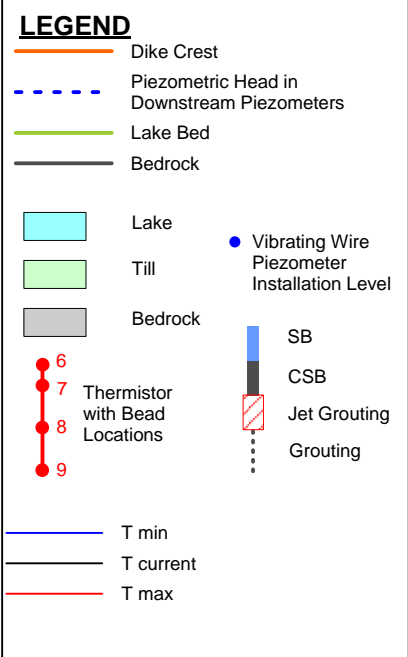 LEGEND
Dike Crest
Piezometric Head in
Downstream Piezometers
Lake Bed
Bedrock
Lake
Till
Bedrock
Vibrating Wire
Piezometer
Installation Level
6
7
8
9
Thermistor
with Bead
Locations
SB
CSB
Jet Grouting
Grouting
T min
T current
T max